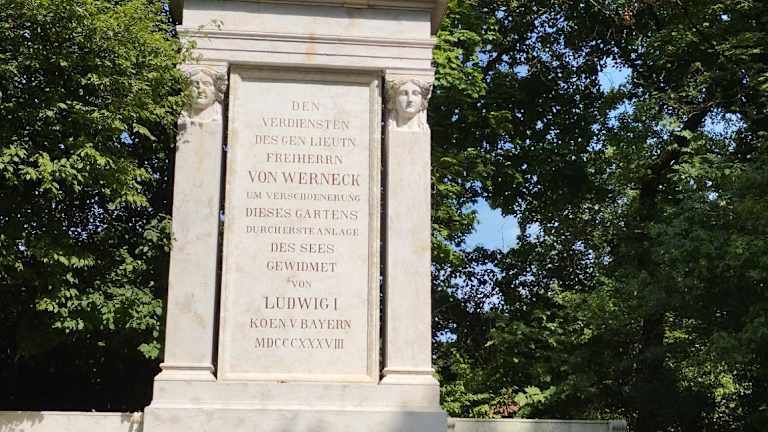 DEN
VERDIENSTEN
DES GEN LIEUTN
FREIHERRN
VON WERNECK
UM VERSCHOENERUNG
DIESES GARTENS
DURCH ERSTE ANLAGE
DES SEES
GEWIDMET
VON
LUDWIG I
KOEN V BAYERN
MDCCCXXXVIII